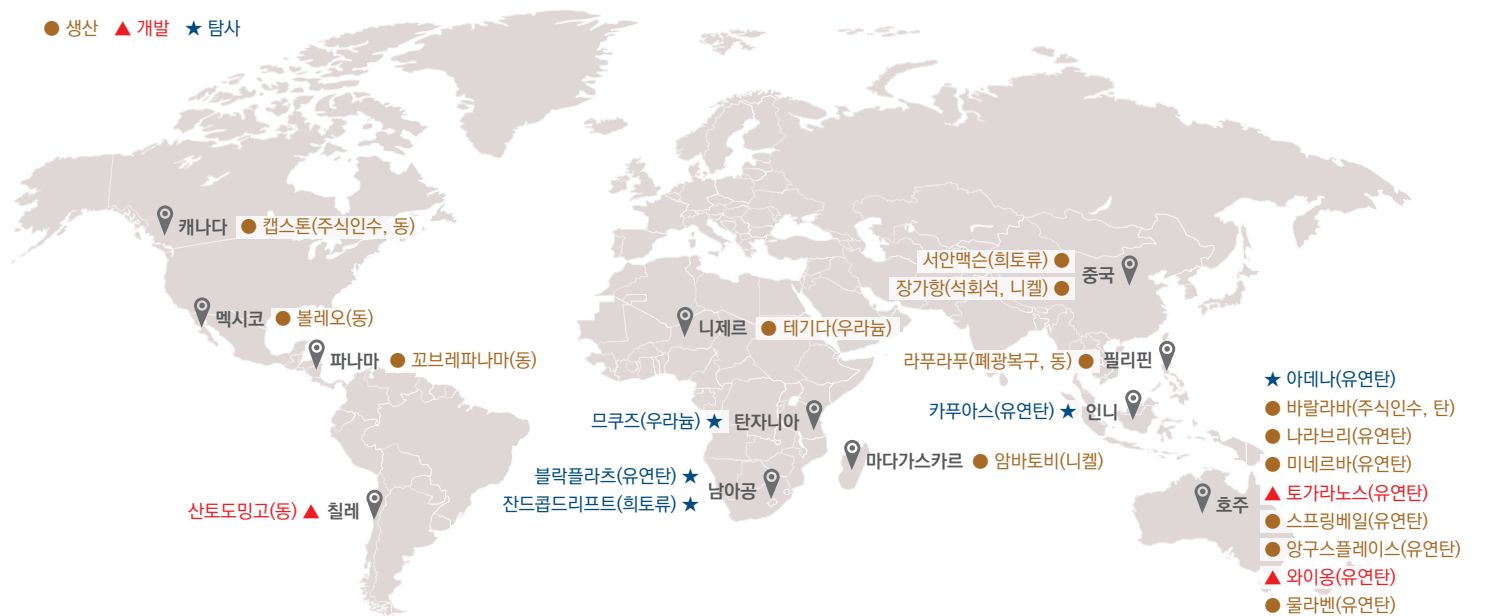 ● 생산 ▲ 개발 ★ 탐사
캐나다 ● 캡스톤(주식인수, 동)
서안맥슨(희토류) ●
중국
장가항(석회석, 니켈) ●
멕시코 ● 볼레오(동)
니제르 ● 테기다(우라늄)
파나마 ● 꼬브레파나마(동)
라푸라푸(폐광복구, 동) ● 필리핀
카푸아스(유연탄) ★ 인니
므쿠즈(우라늄) ★ 탄자니아
마다가스카르 ● 암바토비(니켈)
블락플라츠(유연탄) ★
남아공
잔드콥드리프트(희토류) ★
산토도밍고(동) ▲ 칠레
호주
★ 아데나(유연탄)
● 바랄라바(주식인수, 탄)
● 나라브리(유연탄)
● 미네르바(유연탄)
▲ 토가라노스(유연탄)
● 스프링베일(유연탄)
● 앙구스플레이스(유연탄)
▲ 와이옹(유연탄)
● 물라벤(유연탄)